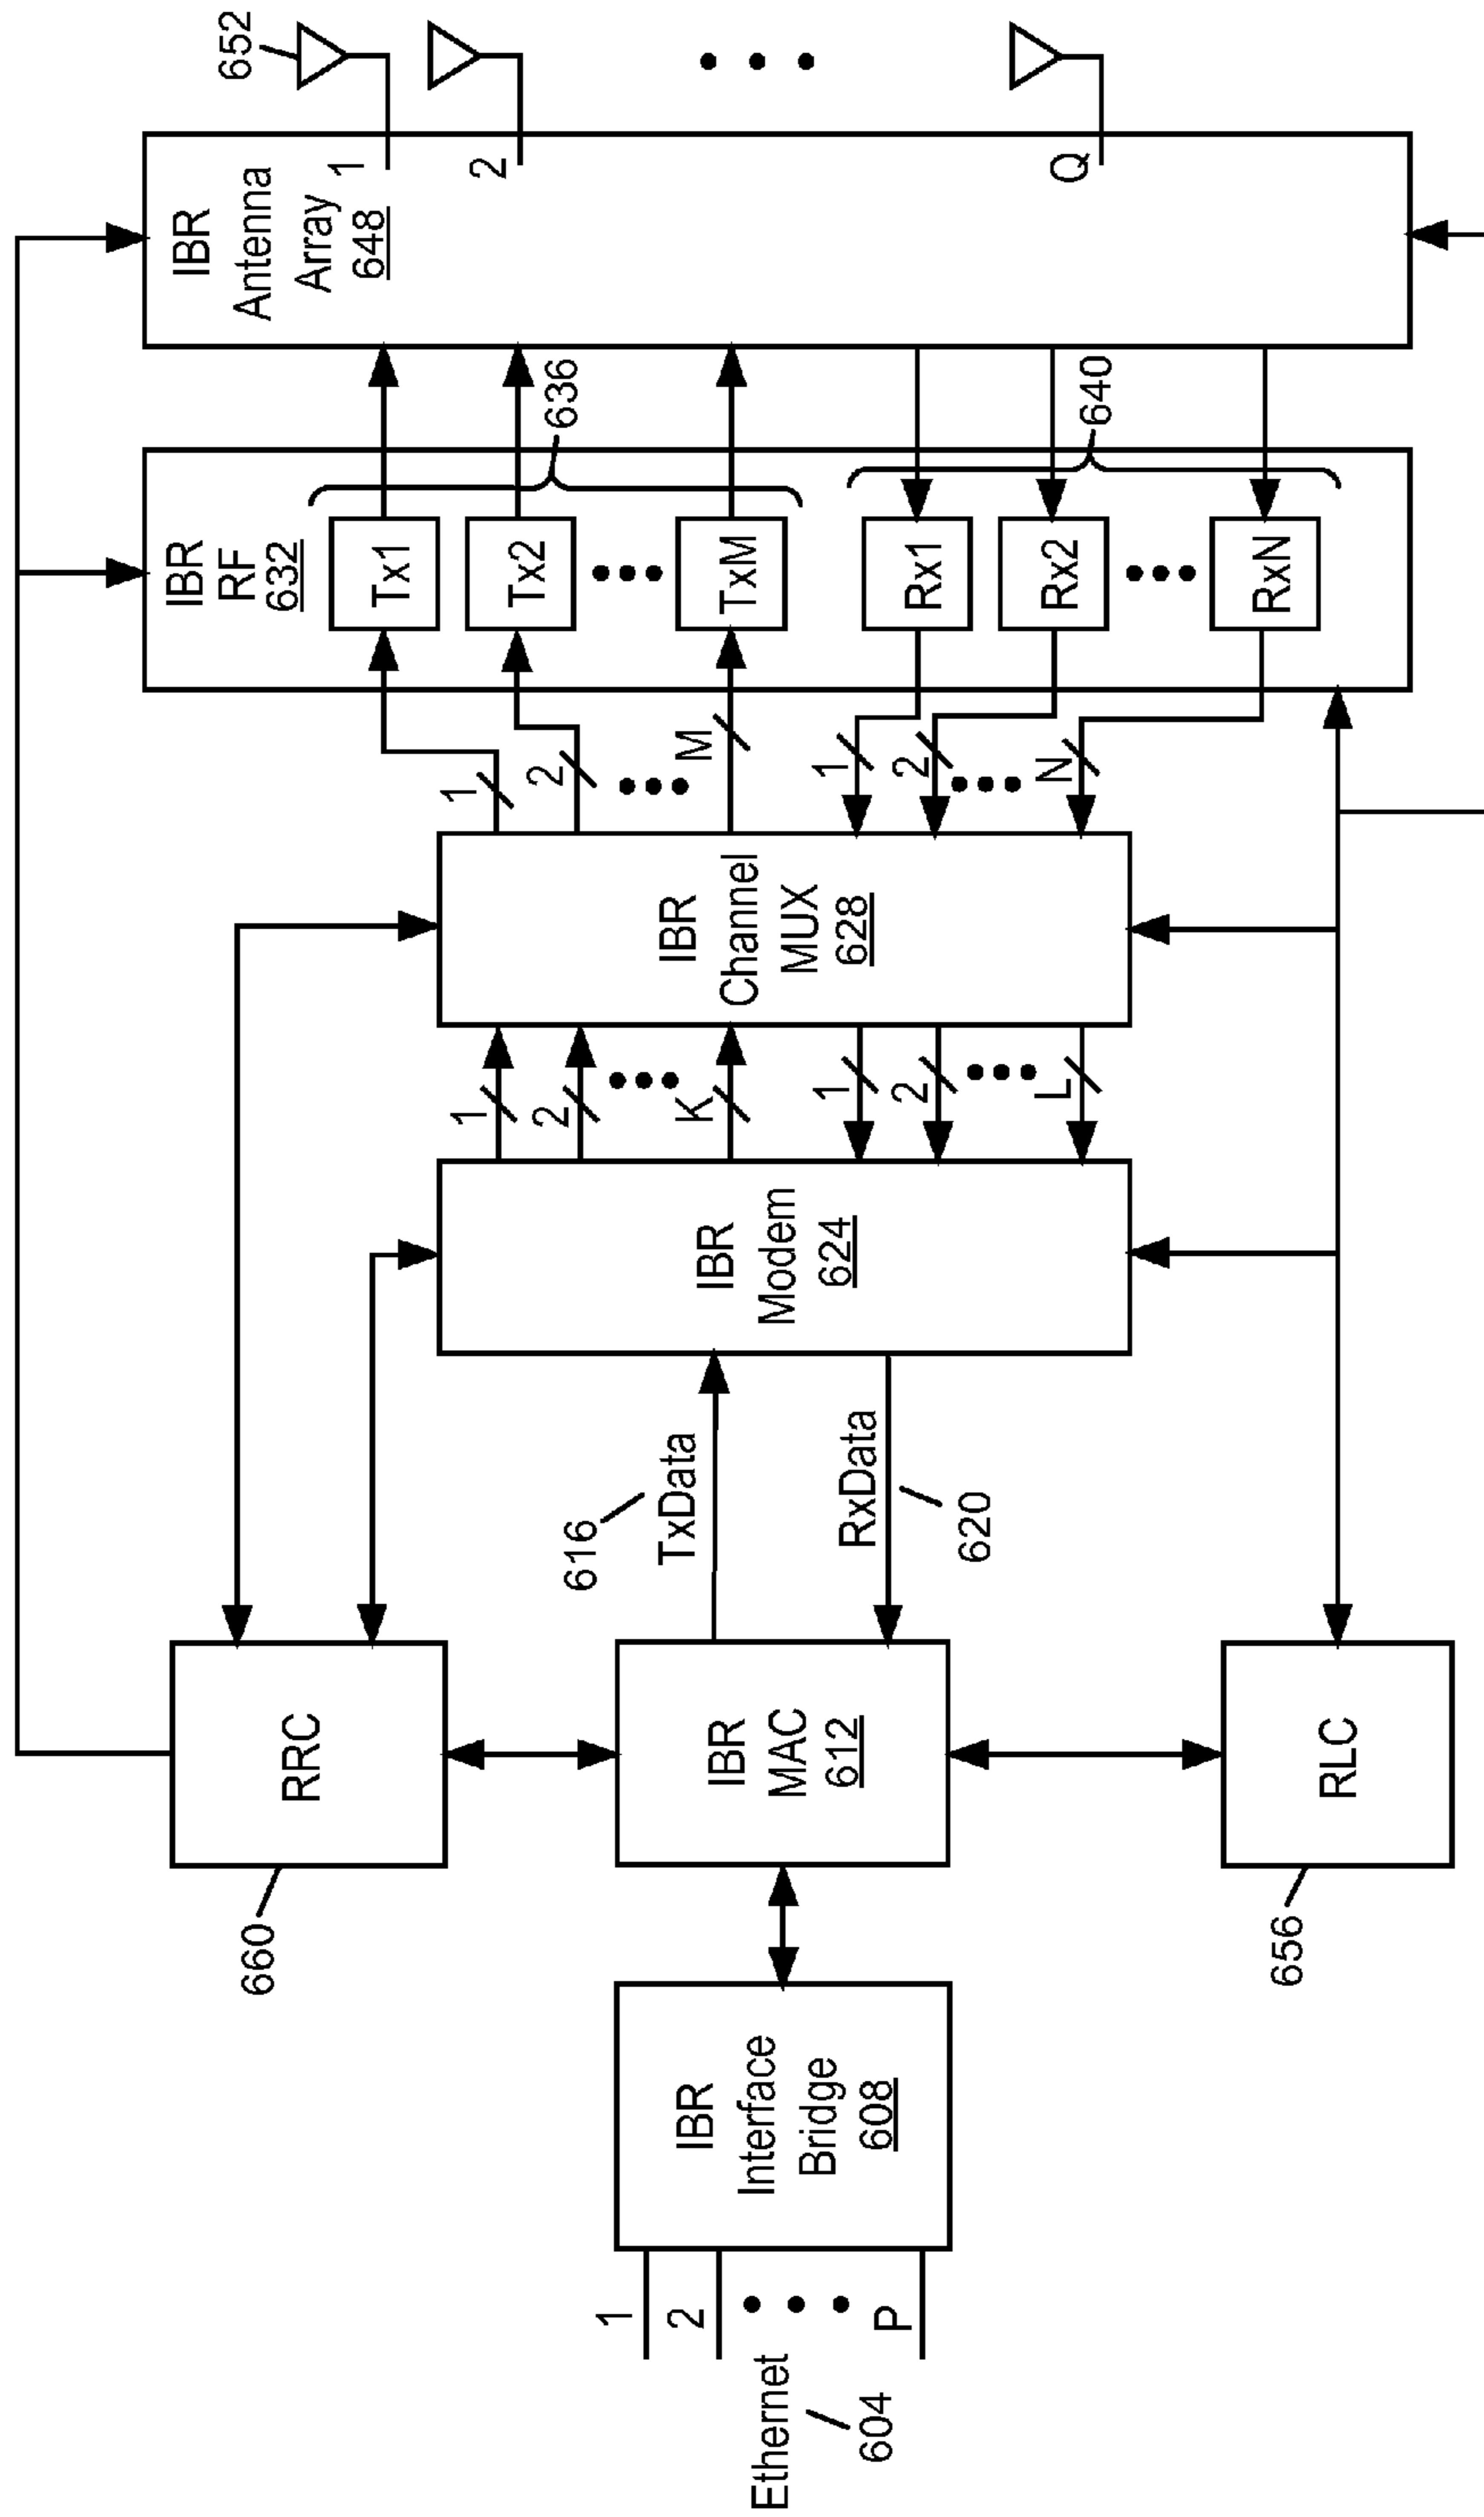 Ethernet
604
1
2
P
IBR
Interface
Bridge
608
660
RRC
IBR
MAC
612
656
RLC
616
TxData
RxData
620
IBR
Modem
624
1
2
K
1
2
L
IBR
Channel
MUX
628
1
2
M
1
2
N
IBR
RF
632
Tx1
Tx2
TxM
Rx1
Rx2
RxN
636
640
IBR
Antenna
Array
648
1
2
Q
652